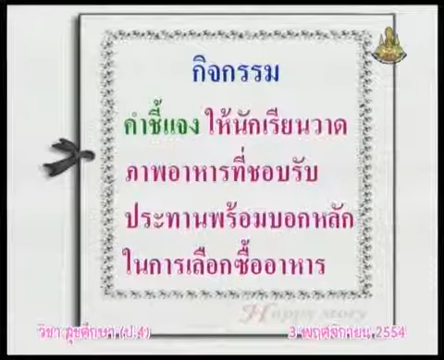 กิจกรรม
คำชี้แจง ให้นักเรียนวาด
ภาพอาหารที่ชอบรับ
ประทานพร้อมบอกหลัก
ในการเลือกซื้ออาหาร
Happy story
วิชา สุขศึกษา (ป.4)
3 พฤศจิกายน 2554